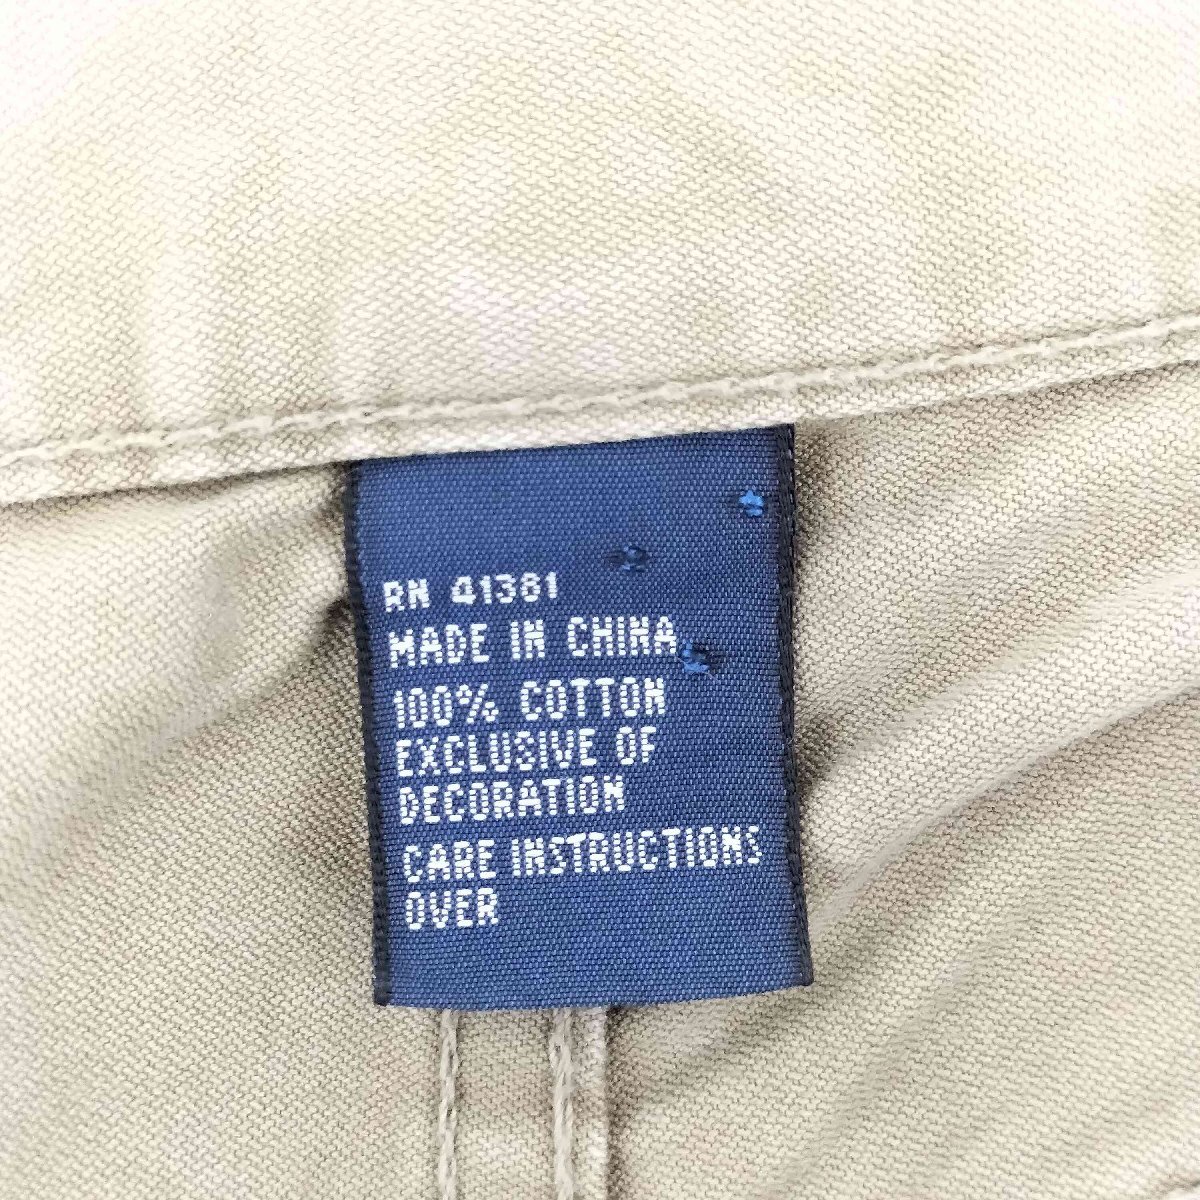 RN 41381
MADE IN CHINA
100% COTTON
EXCLUSIVE OF
DECORATION
CARE INSTRUCTIONS
OVER